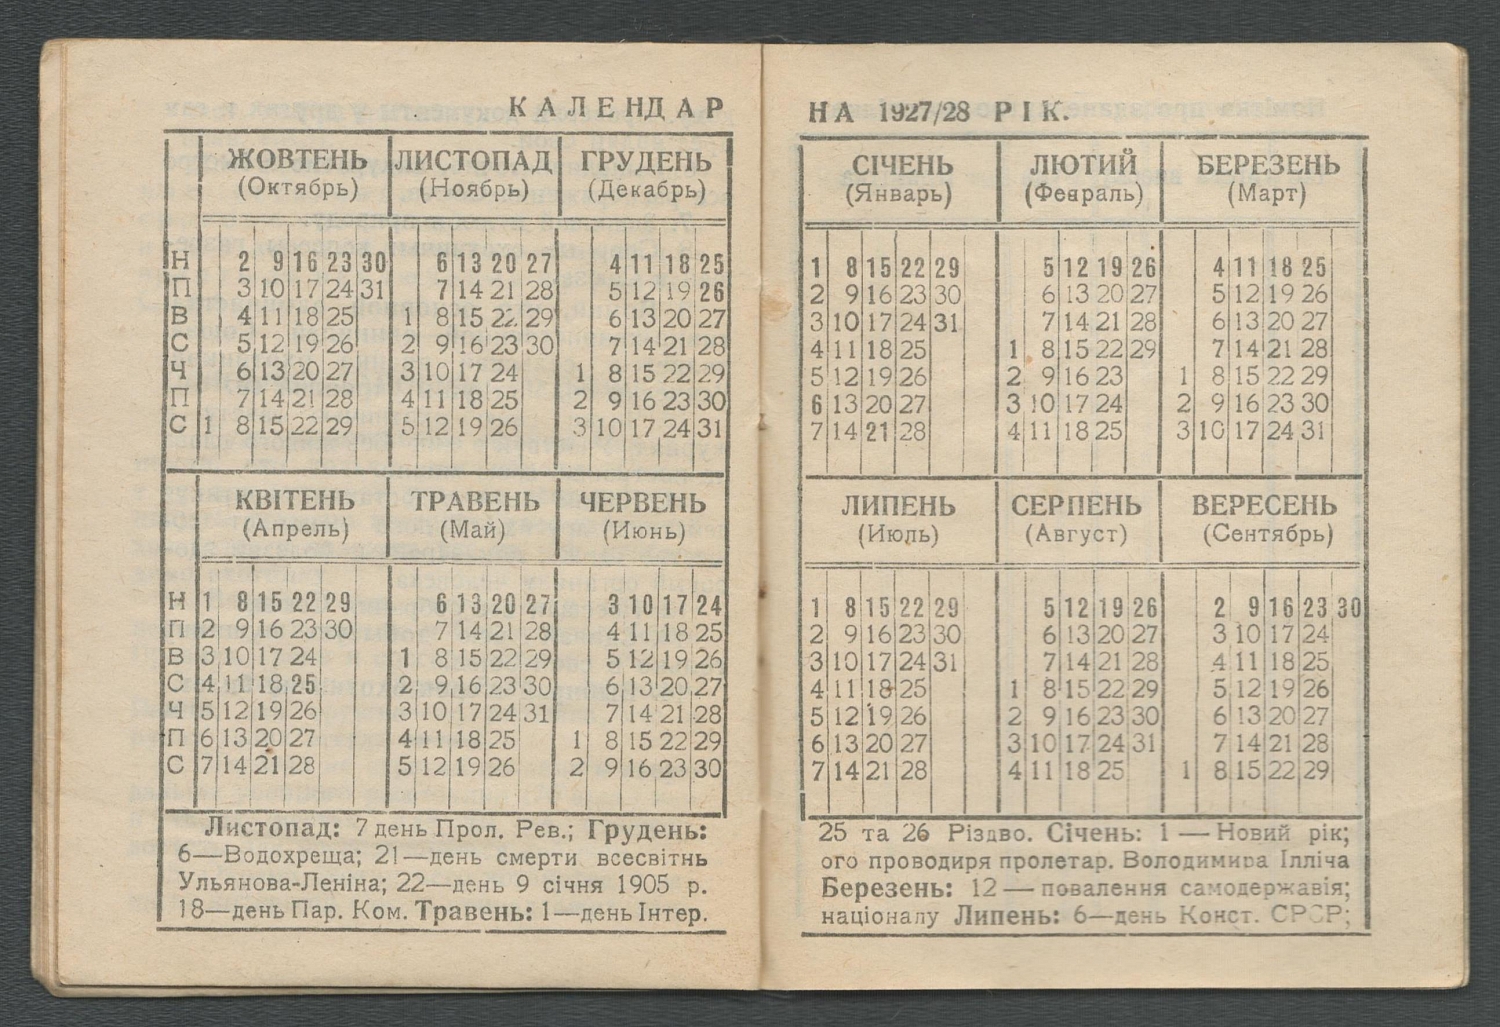 КАЛЕНДАР НА 1927/28 РІК.
ЖОВТЕНЬ ЛИСТОПАД ГРУДЕНЬ
(Октябрь) (Ноябрь) (Декабрь)
Н 2 9 16 23 30 6 13 20 27 4 11 18 25
П 3 10 17 24 31 7 14 21 28 5 12 19 26
В 4 11 18 25 1 8 15 22 29 6 13 20 27
С 5 12 19 26 2 9 16 23 30 7 14 21 28
Ч 6 13 20 27 3 10 17 24 1 8 15 22 29
П 7 14 21 28 4 11 18 25 2 9 16 23 30
С 1 8 15 22 29 5 12 19 26 3 10 17 24 31
КВІТЕНЬ ТРАВЕНЬ ЧЕРВЕНЬ
(Апрель) (Май) (Июнь)
Н 1 8 15 22 29 6 13 20 27 3 10 17 24
П 2 9 16 23 30 7 14 21 28 4 11 18 25
В 3 10 17 24 1 8 15 22 29 5 12 19 26
С 4 11 18 25 2 9 16 23 30 6 13 20 27
Ч 5 12 19 26 3 10 17 24 31 7 14 21 28
П 6 13 20 27 4 11 18 25 1 8 15 22 29
С 7 14 21 28 5 12 19 26 2 9 16 23 30
Листопад: 7 день Прол. Рев.; Грудень:
6—Водохреща; 21—день смерти всесвітнь
Ульянова-Леніна; 22—день 9 січня 1905 р.
18—день Пар. Ком. Травень: 1—день Інтер.
СІЧЕНЬ ЛЮТИЙ БЕРЕЗЕНЬ
(Январь) (Февраль) (Март)
1 8 15 22 29 5 12 19 26 4 11 18 25
2 9 16 23 30 6 13 20 27 5 12 19 26
3 10 17 24 31 7 14 21 28 6 13 20 27
4 11 18 25 1 8 15 22 29 7 14 21 28
5 12 19 26 2 9 16 23 1 8 15 22 29
6 13 20 27 3 10 17 24 2 9 16 23 30
7 14 21 28 4 11 18 25 3 10 17 24 31
ЛИПЕНЬ СЕРПЕНЬ ВЕРЕСЕНЬ
(Июль) (Август) (Сентябрь)
1 8 15 22 29 5 12 19 26 2 9 16 23 30
2 9 16 23 30 6 13 20 27 3 10 17 24
3 10 17 24 31 7 14 21 28 4 11 18 25
4 11 18 25 1 8 15 22 29 5 12 19 26
5 12 19 26 2 9 16 23 30 6 13 20 27
6 13 20 27 3 10 17 24 31 7 14 21 28
7 14 21 28 4 11 18 25 1 8 15 22 29
25 та 26 Різдво. Січень: 1 — Новий рік;
ого проводиря пролетар. Володимира Ілліча
Березень: 12 — повалення самодержавія;
націоналу Липень: 6—день Конст. СРСР;